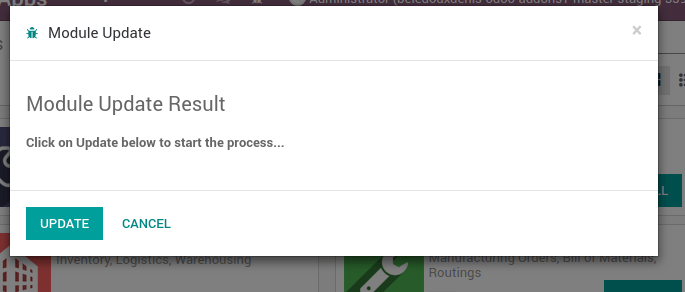 Apps
Module Update
×
Module Update Result
Click on Update below to start the process...
UPDATE
CANCEL
Inventory, Logistics, Warehousing
Manufacturing Orders, Bill of Materials,
Routings